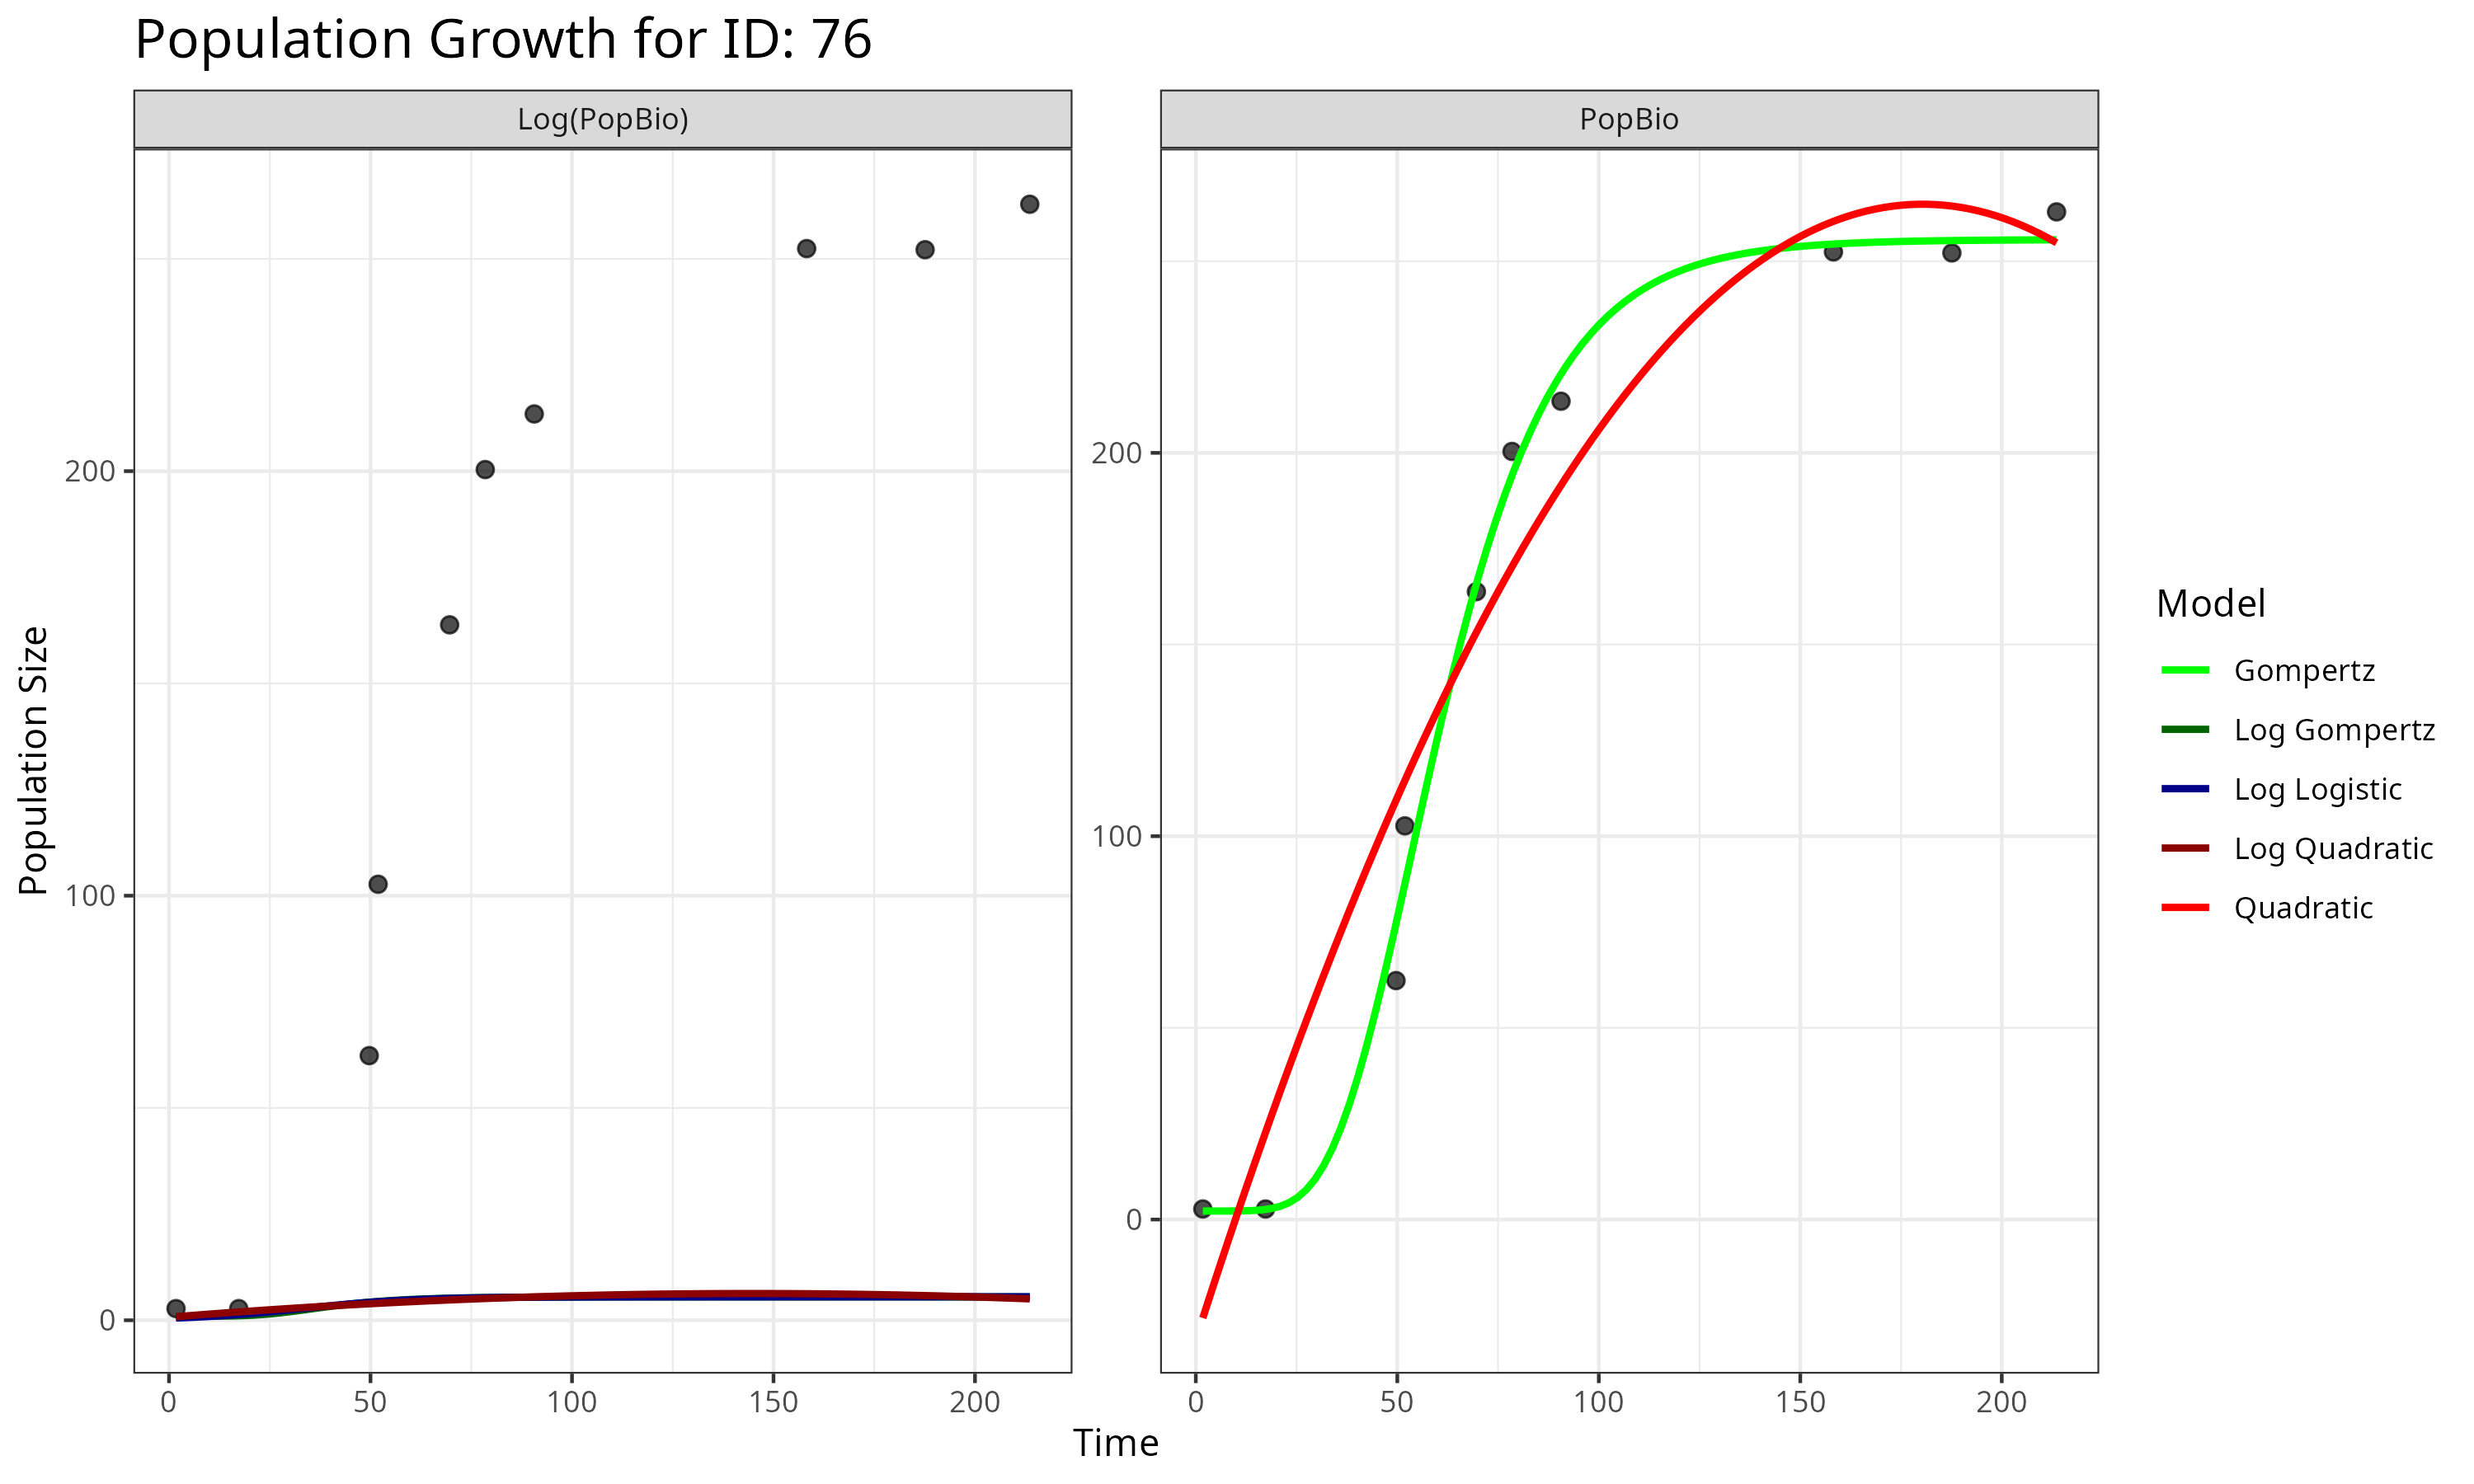 Population Growth for ID: 76
Log(PopBio)
PopBio
Population Size
200
100
0
200
100
0
0 50 100 150 200
0 50 100 150 200
Time
Model
Gompertz
Log Gompertz
Log Logistic
Log Quadratic
Quadratic